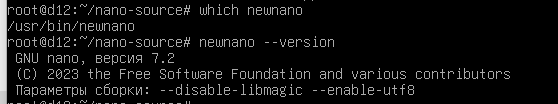 root@d12:~/nano-source# which newnano
/usr/bin/newnano
root@d12:~/nano-source# newnano --version
GNU nano, версия 7.2
(C) 2023 the Free Software Foundation and various contributors
Параметры сборки: --disable-libmagic --enable-utf8
root@d12:~/nano-source#